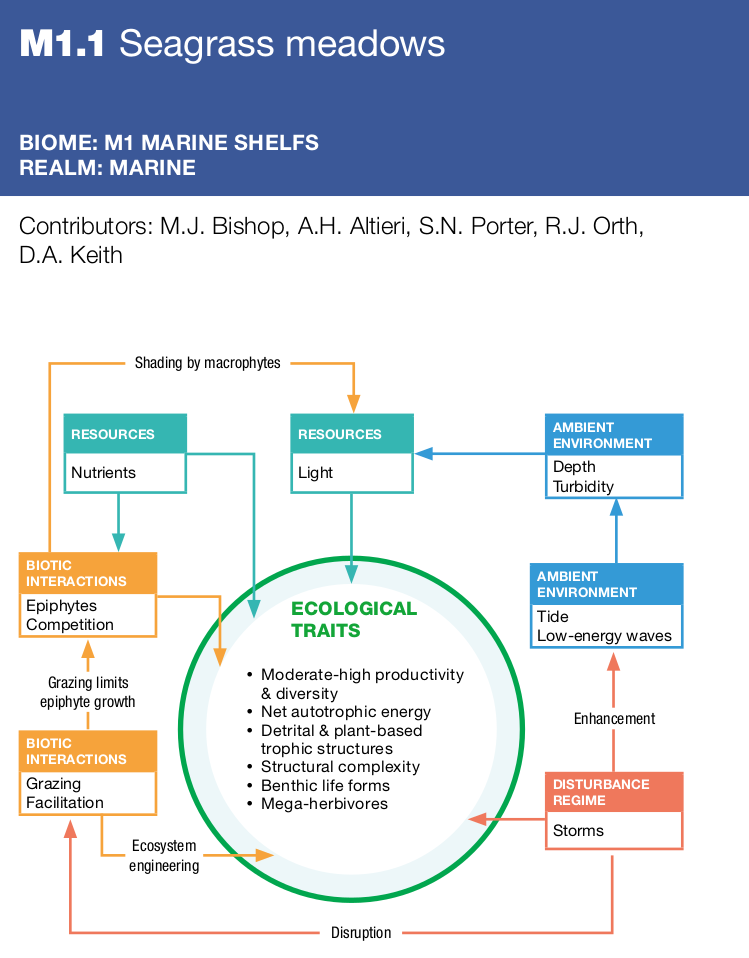 M1.1 Seagrass meadows
BIOME: M1 MARINE SHELFS
REALM: MARINE
Contributors: M.J. Bishop, A.H. Altieri, S.N. Porter, R.J. Orth,
D.A. Keith
Shading by macrophytes
RESOURCES
Nutrients
RESOURCES
Light
AMBIENT
ENVIRONMENT
Depth
Turbidity
BIOTIC
INTERACTIONS
Epiphytes
Competition
AMBIENT
ENVIRONMENT
Tide
Low-energy waves
ECOLOGICAL
TRAITS
• Moderate-high productivity
& diversity
• Net autotrophic energy
• Detrital & plant-based
trophic structures
• Structural complexity
• Benthic life forms
• Mega-herbivores
Grazing limits
epiphyte growth
Enhancement
BIOTIC
INTERACTIONS
Grazing
Facilitation
DISTURBANCE
REGIME
Storms
Ecosystem
engineering
Disruption